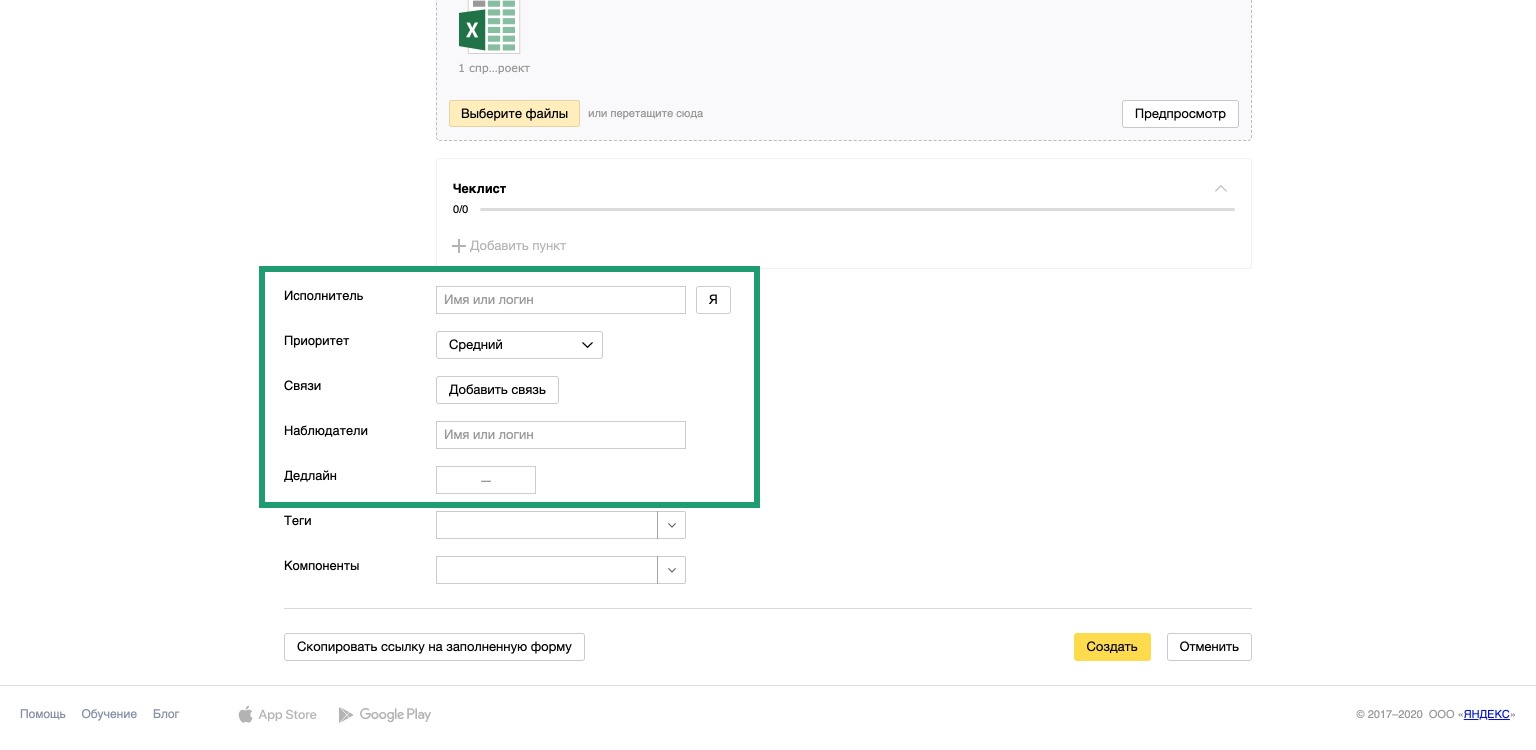 X
1 спр...роект
Выберите файлы или перетащите сюда Предпросмотр
Чеклист
0/0
Добавить пункт
Исполнитель Имя или логин Я
Приоритет Средний
Связи Добавить связь
Наблюдатели Имя или логин
Дедлайн —
Теги
Компоненты
Скопировать ссылку на заполненную форму Создать Отменить
Помощь Обучение Блог App Store Google Play © 2017–2020 ООО «ЯНДЕКС»